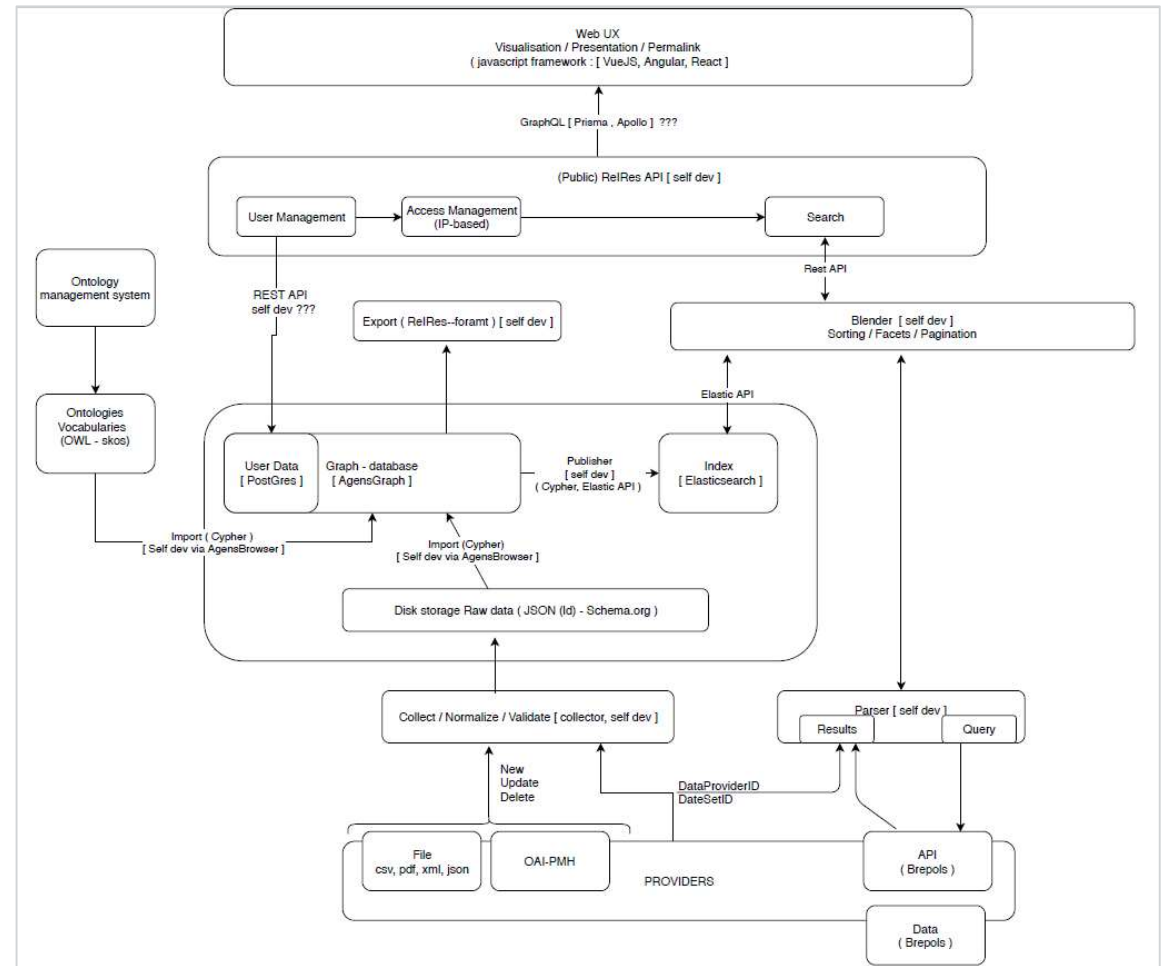 Web UX
Visualisation / Presentation / Permalink
( javascript framework : [ VueJS, Angular, React ]
GraphQL [ Prisma , Apollo ] ???
(Public) ReIRes API [ self dev ]
User Management
Access Management
(IP-based)
Search
Ontology
management system
REST API
self dev ???
Rest API
Export ( ReIRes--foramt ) [ self dev ]
Blender [ self dev ]
Sorting / Facets / Pagination
Elastic API
Ontologies
Vocabularies
(OWL - skos)
User Data
[ PostGres ]
Graph - database
[ AgensGraph ]
Publisher
[ self dev ]
( Cypher, Elastic API )
Index
[ Elasticsearch ]
Import ( Cypher )
[ Self dev via AgensBrowser ]
Import (Cypher)
[ Self dev via AgensBrowser ]
Disk storage Raw data ( JSON (ld) - Schema.org )
Collect / Normalize / Validate [ collector, self dev ]
Parser [ self dev ]
Results
Query
New
Update
Delete
DataProviderID
DateSetID
File
csv, pdf, xml, json
OAI-PMH
PROVIDERS
API
( Brepols )
Data
( Brepols )